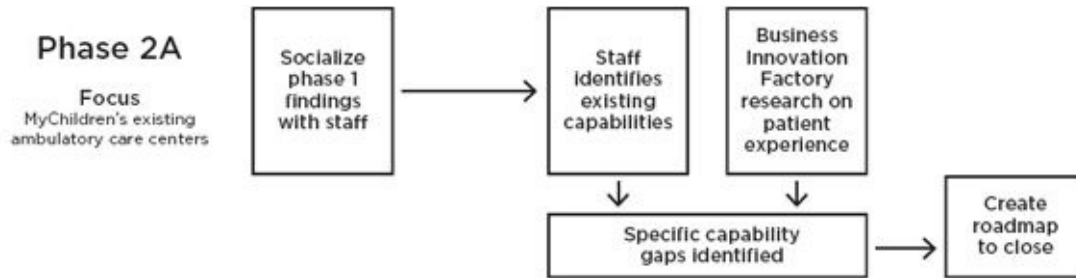 Phase 2A
Focus
MyChildren's existing
ambulatory care centers
Socialize
phase 1
findings
with staff
Staff
identifies
existing
capabilities
Business
Innovation
Factory
research on
patient
experience
Specific capability
gaps identified
Create
roadmap
to close